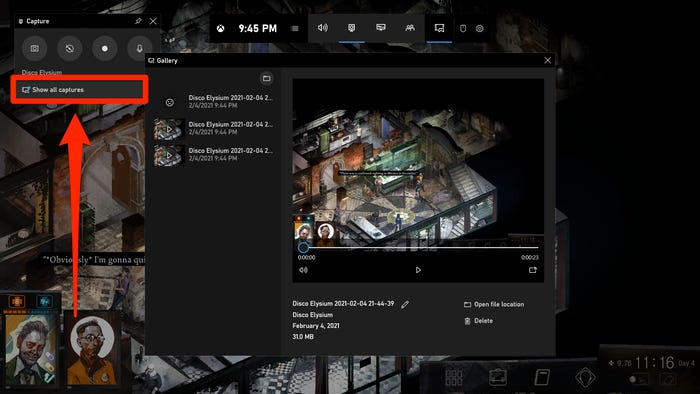 Capture
9:45 PM
Disco Elysium
Show all captures
Gallery
Disco Elysium 2021-02-04 2...
2/4/2021 9:44 PM
Disco Elysium 2021-02-04 2...
2/4/2021 9:44 PM
Disco Elysium 2021-02-04 2...
2/4/2021 9:44 PM
0:00:00
0:00:23
Disco Elysium 2021-02-04 21-44-39
Disco Elysium
February 4, 2021
31.0 MB
Open file location
Delete
"*Obviously* I'm gonna qui
9.76
11:16
Day 4